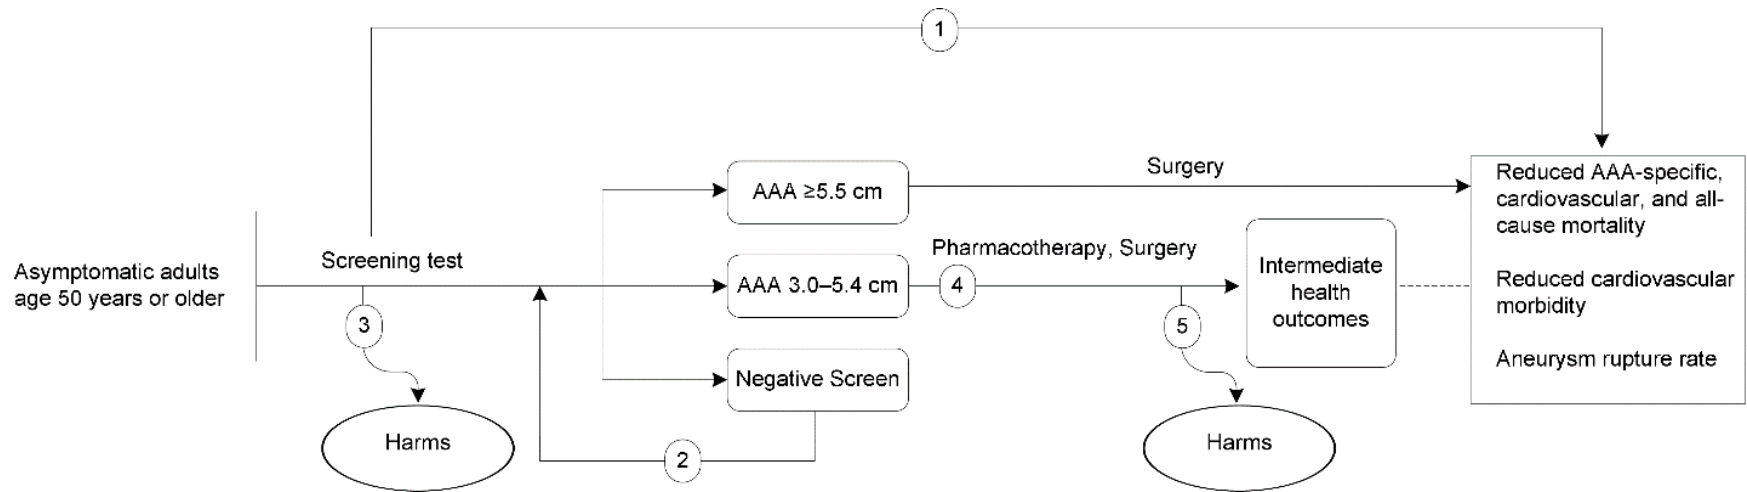 1
Asymptomatic adults
age 50 years or older
Screening test
3
Harms
AAA ≥5.5 cm
AAA 3.0–5.4 cm
Negative Screen
2
Surgery
Pharmacotherapy, Surgery
4
5
Harms
Intermediate
health
outcomes
Reduced AAA-specific,
cardiovascular, and all-
cause mortality
Reduced cardiovascular
morbidity
Aneurysm rupture rate